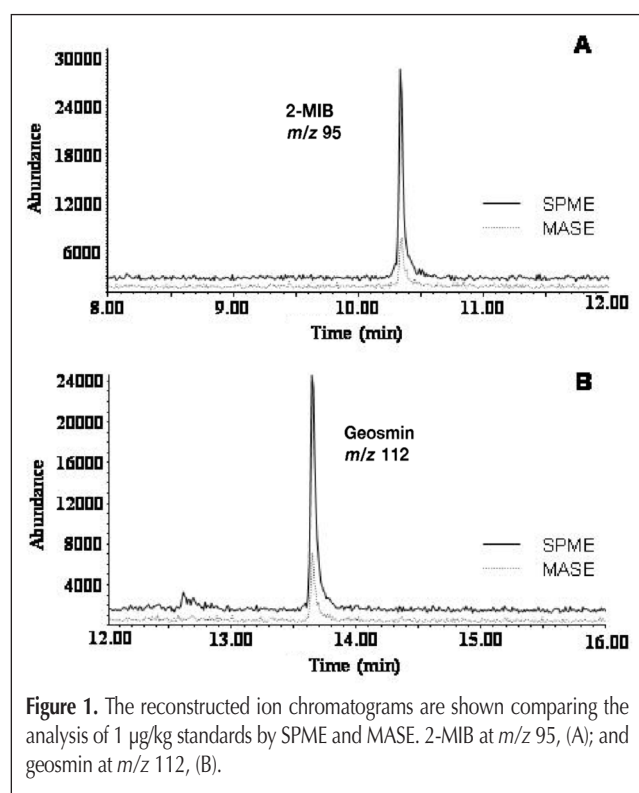 A
30000
24000
18000
12000
6000
Abundance
2-MIB
m/z 95
SPME
MASE
8.00 9.00 10.00 11.00 12.00
Time (min)
B
24000
20000
16000
12000
8000
4000
Abundance
Geosmin
m/z 112
SPME
MASE
12.00 13.00 14.00 15.00 16.00
Time (min)
Figure 1. The reconstructed ion chromatograms are shown comparing the
analysis of 1 µg/kg standards by SPME and MASE. 2-MIB at m/z 95, (A); and
geosmin at m/z 112, (B).